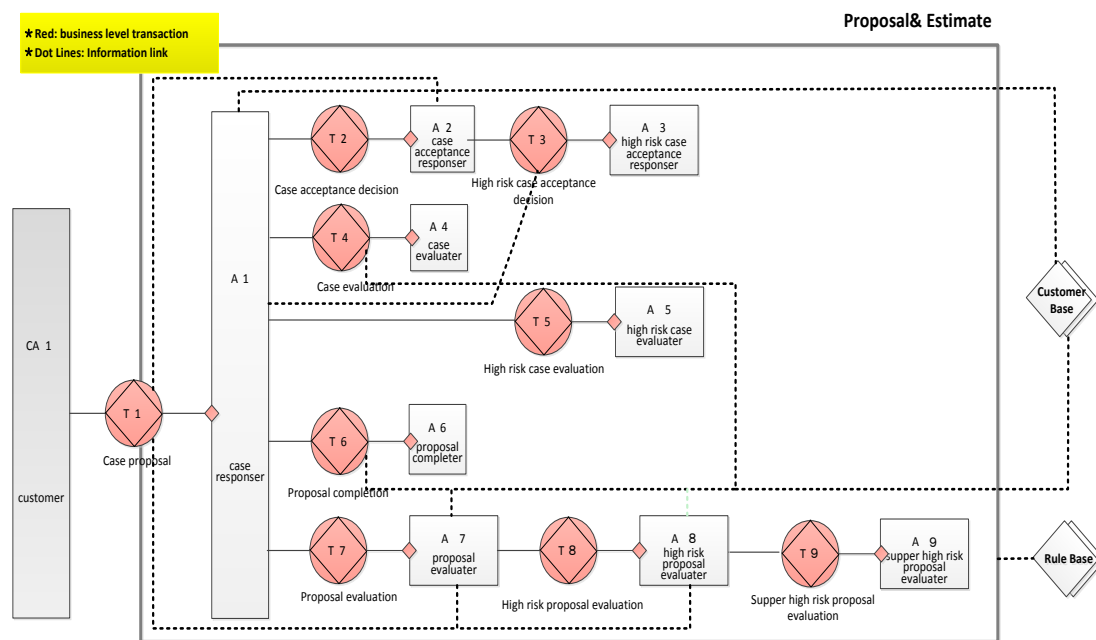 Proposal& Estimate
* Red: business level transaction
* Dot Lines: Information link
T 2
A 2
case
acceptance
responser
T 3
A 3
high risk case
acceptance
responser
Case acceptance decision
High risk case acceptance
decision
T 4
A 4
case
evaluater
Case evaluation
A 1
case
responser
T 5
A 5
high risk case
evaluater
High risk case evaluation
Customer
Base
CA 1
customer
T 1
Case proposal
T 6
A 6
proposal
completer
Proposal completion
T 7
A 7
proposal
evaluater
Proposal evaluation
T 8
A 8
high risk
proposal
evaluater
High risk proposal evaluation
T 9
A 9
supper high risk
proposal
evaluater
Supper high risk proposal
evaluation
Rule Base